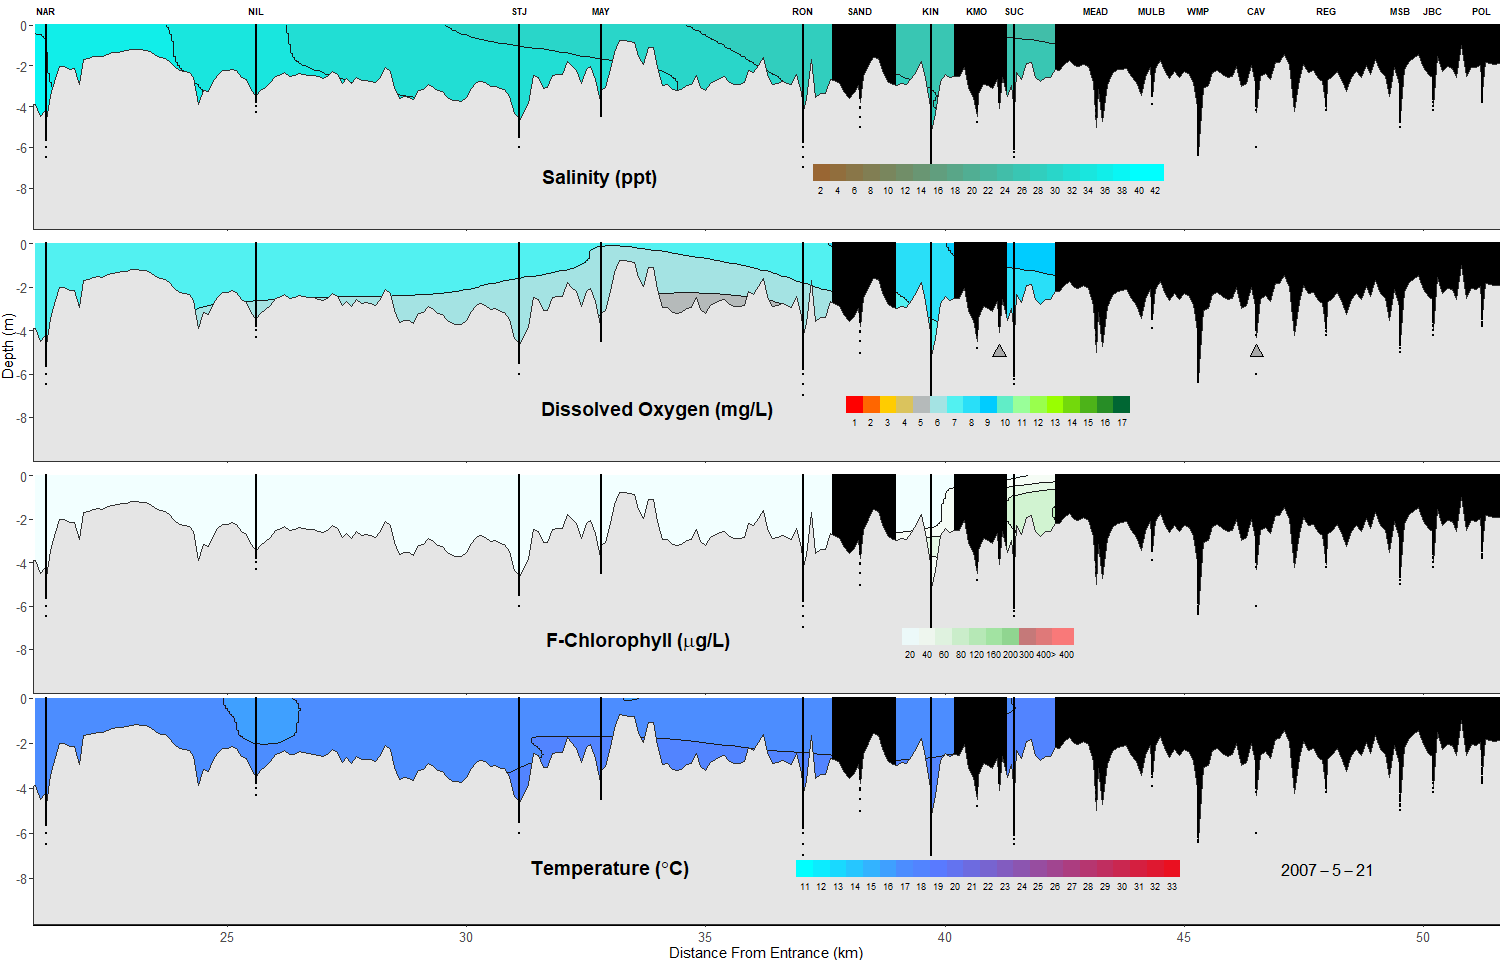 NAR NIL STJ MAY RON SAND KIN KMO SUC MEAD MULB WMP CAV REG MSB JBC POL
0
-2
-4
-6
-8
Salinity (ppt)
2 4 6 8 10 12 14 16 18 20 22 24 26 28 30 32 34 36 38 40 42
0
-2
-4
-6
-8
Depth (m)
Dissolved Oxygen (mg/L)
1 2 3 4 5 6 7 8 9 10 11 12 13 14 15 16 17
0
-2
-4
-6
-8
F-Chlorophyll (µg/L)
20 40 60 80 120 160 200 300 400> 400
0
-2
-4
-6
-8
Temperature (°C)
11 12 13 14 15 16 17 18 19 20 21 22 23 24 25 26 27 28 29 30 31 32 33
2007–5–21
25 30 35 40 45 50
Distance From Entrance (km)